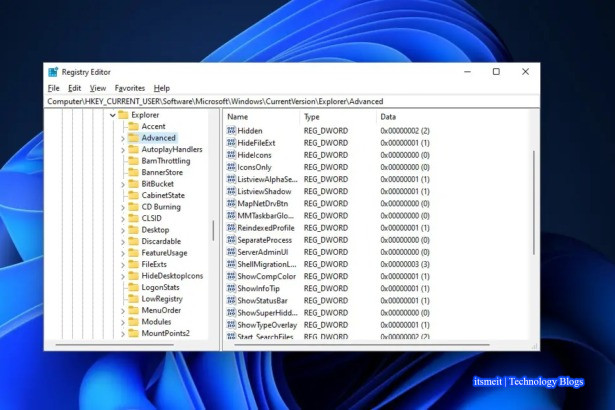 Registry Editor
File Edit View Favorites Help
Computer\HKEY_CURRENT_USER\Software\Microsoft\Windows\CurrentVersion\Explorer\Advanced
Explorer
Accent
Advanced
AutoplayHandlers
BamThrottling
BannerStore
BitBucket
CabinetState
CD Burning
CLSID
Desktop
Discardable
FeatureUsage
FileExts
HideDesktopIcons
LogonStats
LowRegistry
MenuOrder
Modules
MountPoints2
Name Type Data
Hidden REG_DWORD 0x00000002 (2)
HideFileExt REG_DWORD 0x00000001 (1)
HideIcons REG_DWORD 0x00000000 (0)
IconsOnly REG_DWORD 0x00000000 (0)
ListviewAlphaSe... REG_DWORD 0x00000001 (1)
ListviewShadow REG_DWORD 0x00000001 (1)
MapNetDrvBtn REG_DWORD 0x00000000 (0)
MMTaskbarGlo... REG_DWORD 0x00000000 (0)
ReindexedProfile REG_DWORD 0x00000001 (1)
SeparateProcess REG_DWORD 0x00000000 (0)
ServerAdminUI REG_DWORD 0x00000000 (0)
ShellMigrationL... REG_DWORD 0x00000003 (3)
ShowCompColor REG_DWORD 0x00000001 (1)
ShowInfoTip REG_DWORD 0x00000001 (1)
ShowStatusBar REG_DWORD 0x00000001 (1)
ShowSuperHidd... REG_DWORD 0x00000000 (0)
ShowTypeOverlay REG_DWORD 0x00000001 (1)
Start_SearchFiles REG_DWORD 0x00000002 (2)
itsmeit | Technology Blogs